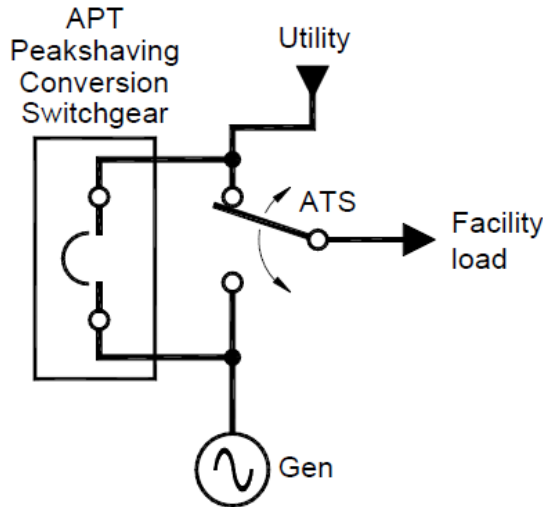 APT
Peakshaving
Conversion
Switchgear
Utility
ATS
Facility
load
Gen